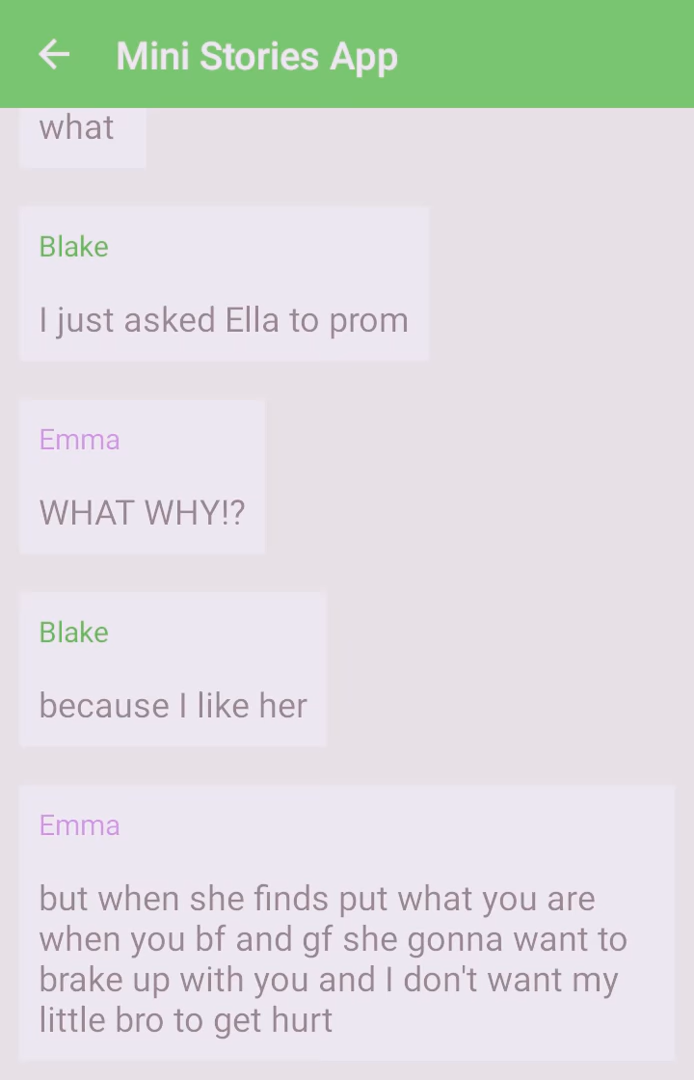 Mini Stories App
what
Blake
I just asked Ella to prom
Emma
WHAT WHY!?
Blake
because I like her
Emma
but when she finds put what you are
when you bf and gf she gonna want to
brake up with you and I don't want my
little bro to get hurt